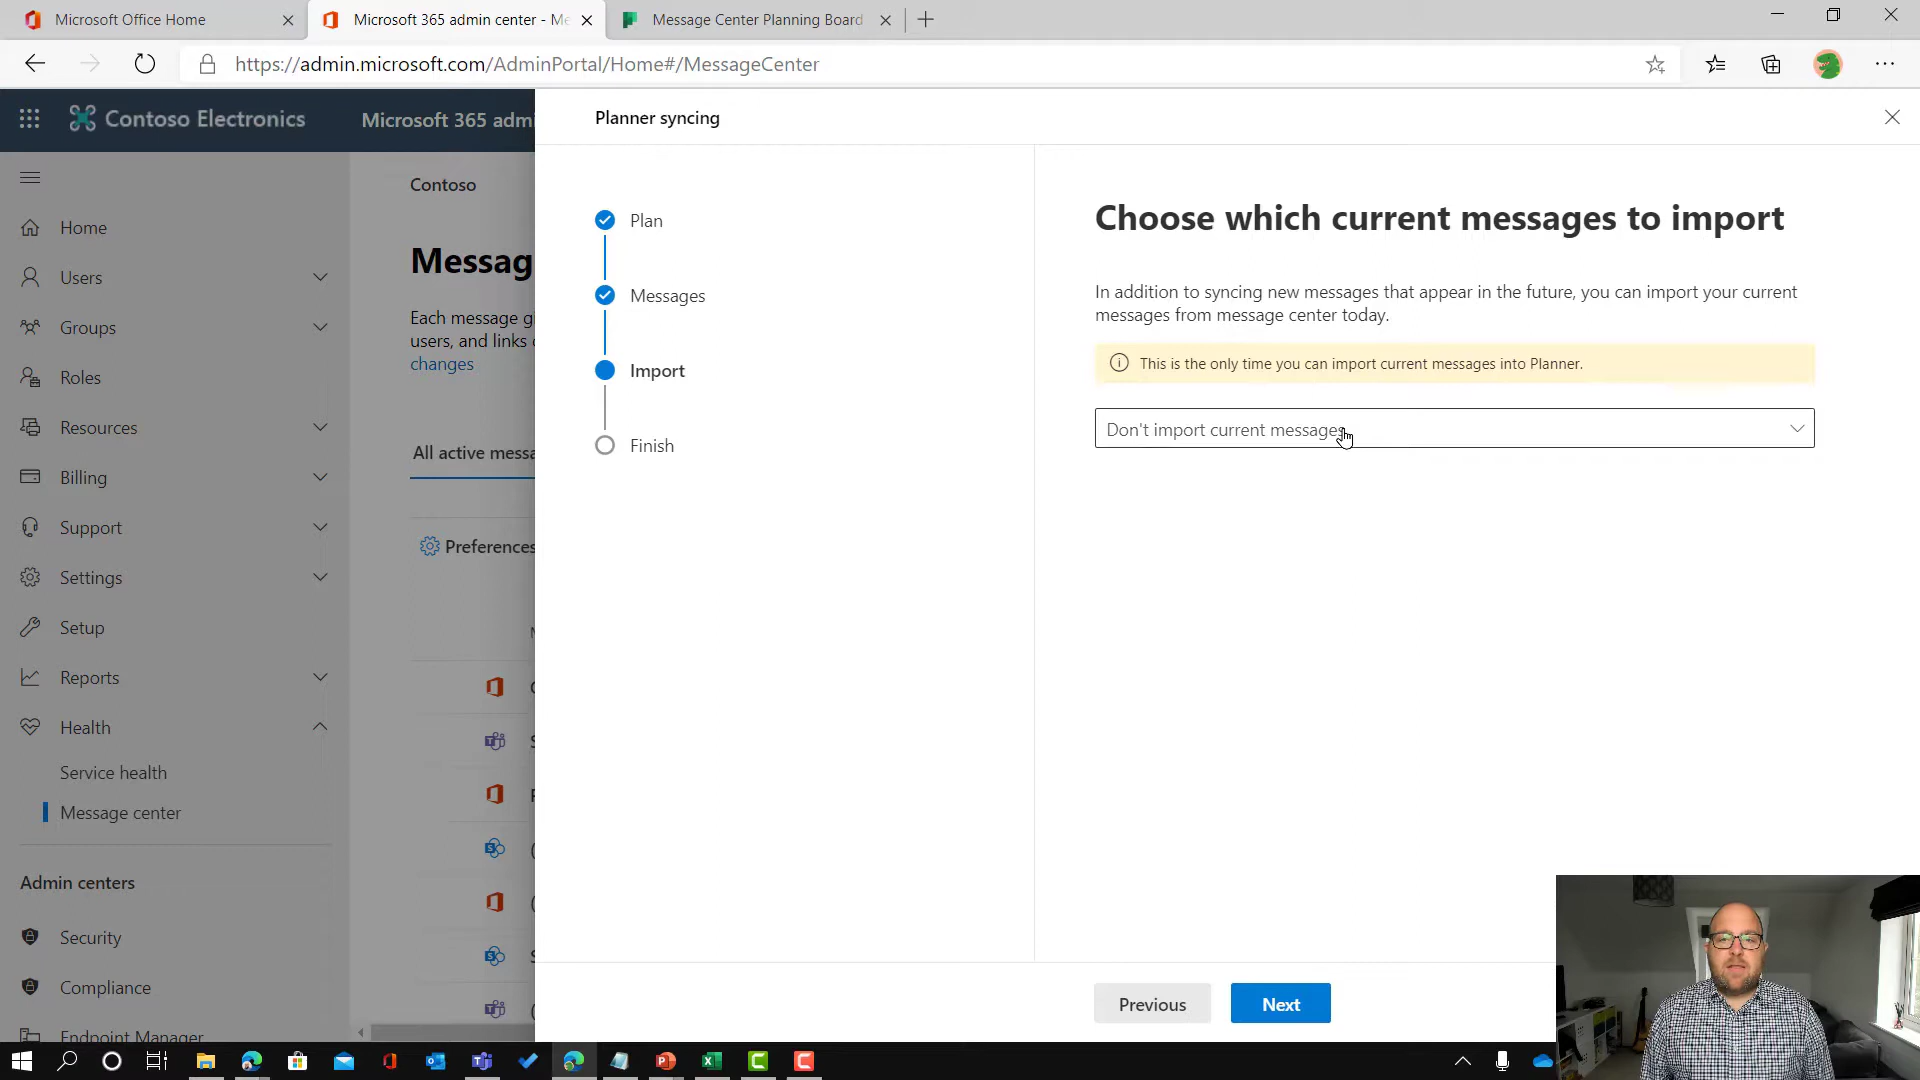 Microsoft Office Home
Microsoft 365 admin center - Me
Message Center Planning Board
https://admin.microsoft.com/AdminPortal/Home#/MessageCenter
Contoso Electronics
Microsoft 365 admi
Planner syncing
Home
Users
Groups
Roles
Resources
Billing
Support
Settings
Setup
Reports
Health
Service health
Message center
Admin centers
Security
Compliance
Endpoint Manager
Contoso
Messag
Each message gi
users, and links
changes
All active messa
Preferences
Plan
Messages
Import
Finish
Choose which current messages to import
In addition to syncing new messages that appear in the future, you can import your current
messages from message center today.
This is the only time you can import current messages into Planner.
Don't import current messages
Previous
Next